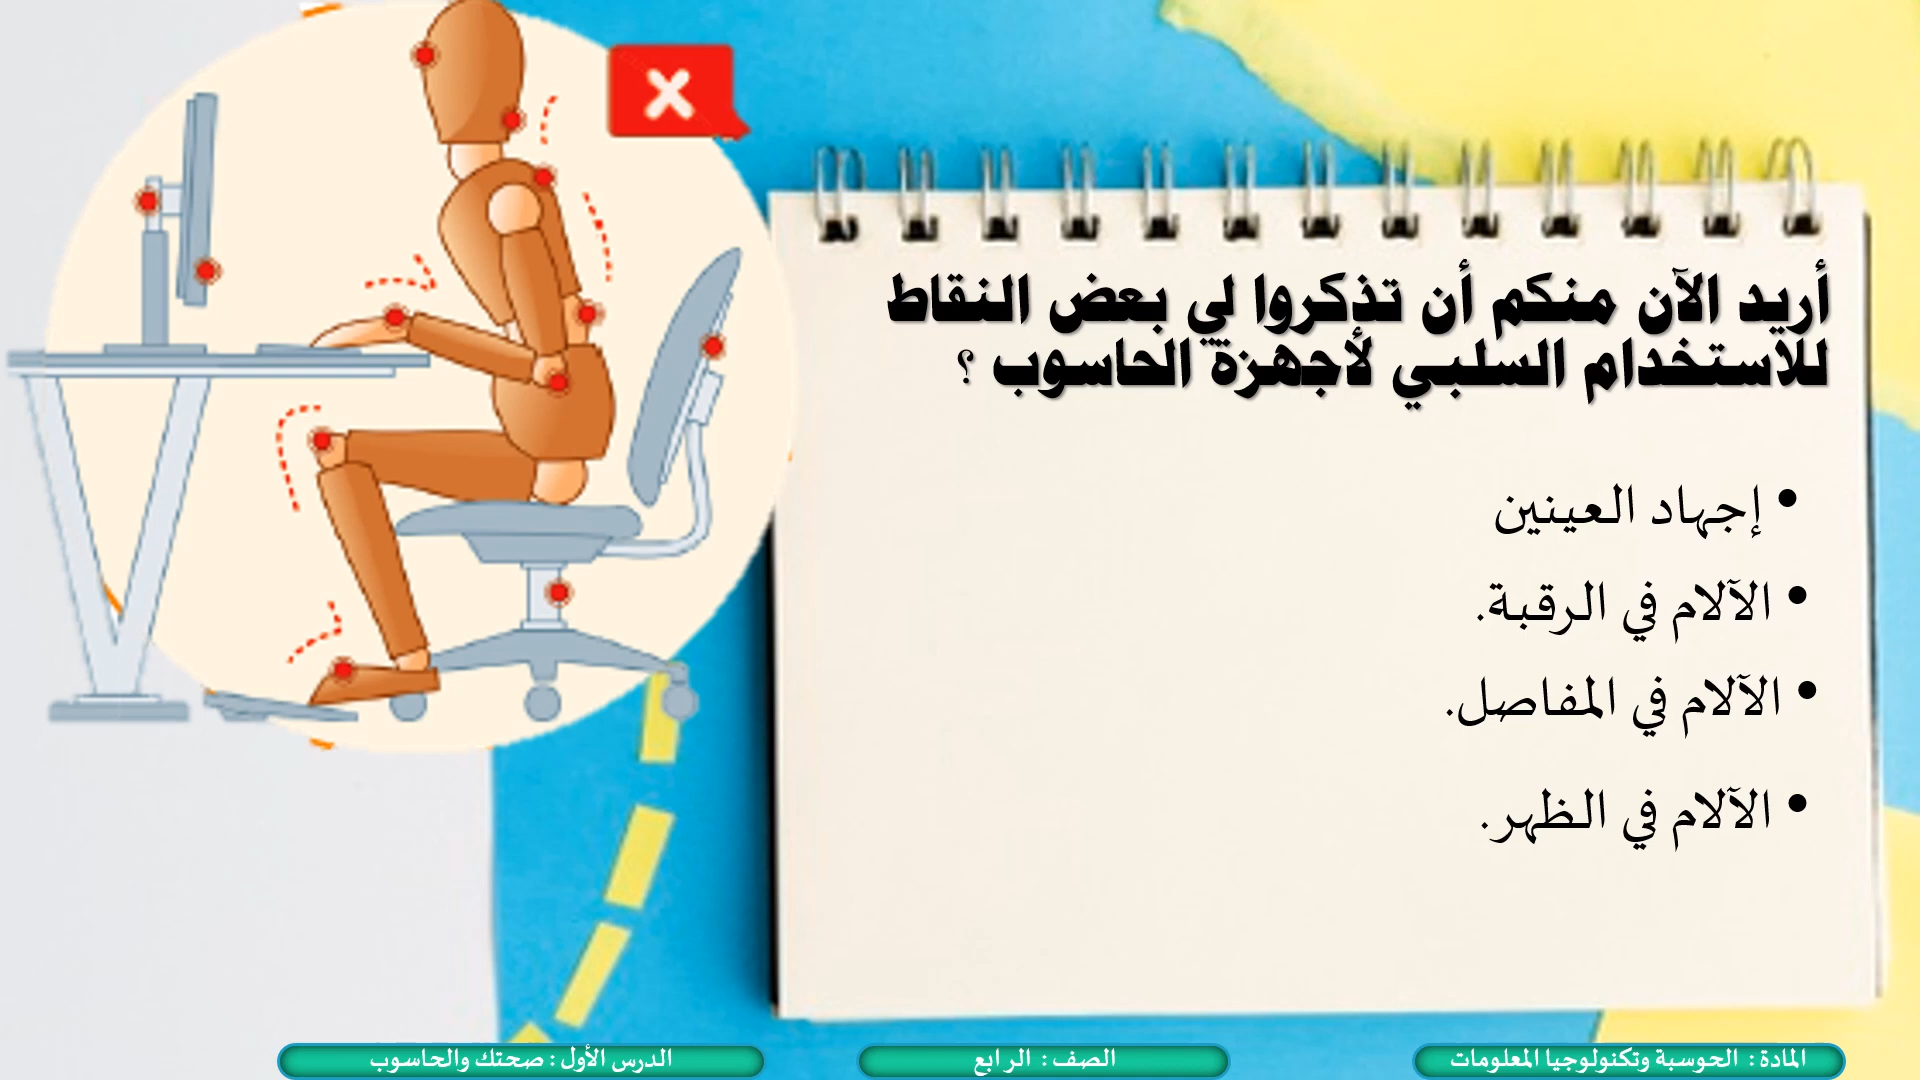 أريد الآن منكم أن تذكروا لي بعض النقاط
للاستخدام السلبي لأجهزة الحاسوب ؟
• إجهاد العينين
• الآلام في الرقبة.
• الآلام في المفاصل.
• الآلام في الظهر.
المادة : الحوسبة وتكنولوجيا المعلومات
الصف : الرابع
الدرس الأول : صحتك والحاسوب